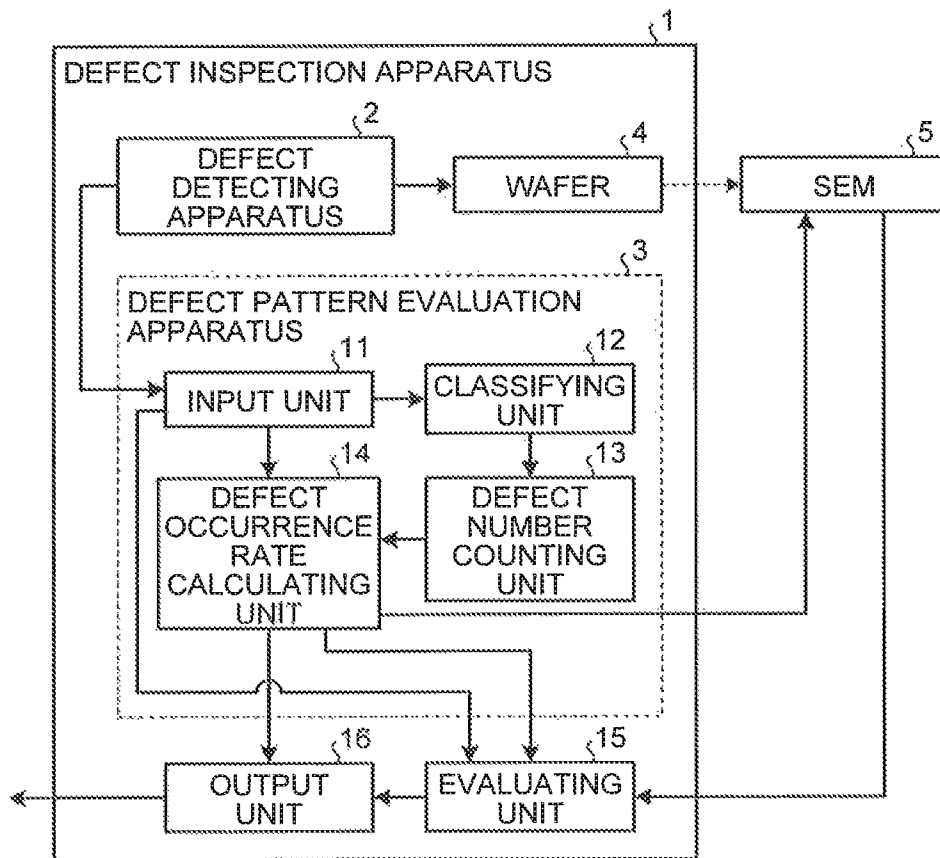 1
DEFECT INSPECTION APPARATUS
2
DEFECT
DETECTING
APPARATUS
4
WAFER
5
SEM
3
DEFECT PATTERN EVALUATION
APPARATUS
11
INPUT UNIT
12
CLASSIFYING
UNIT
14
DEFECT
OCCURRENCE
RATE
CALCULATING
UNIT
13
DEFECT
NUMBER
COUNTING
UNIT
16
OUTPUT
UNIT
15
EVALUATING
UNIT